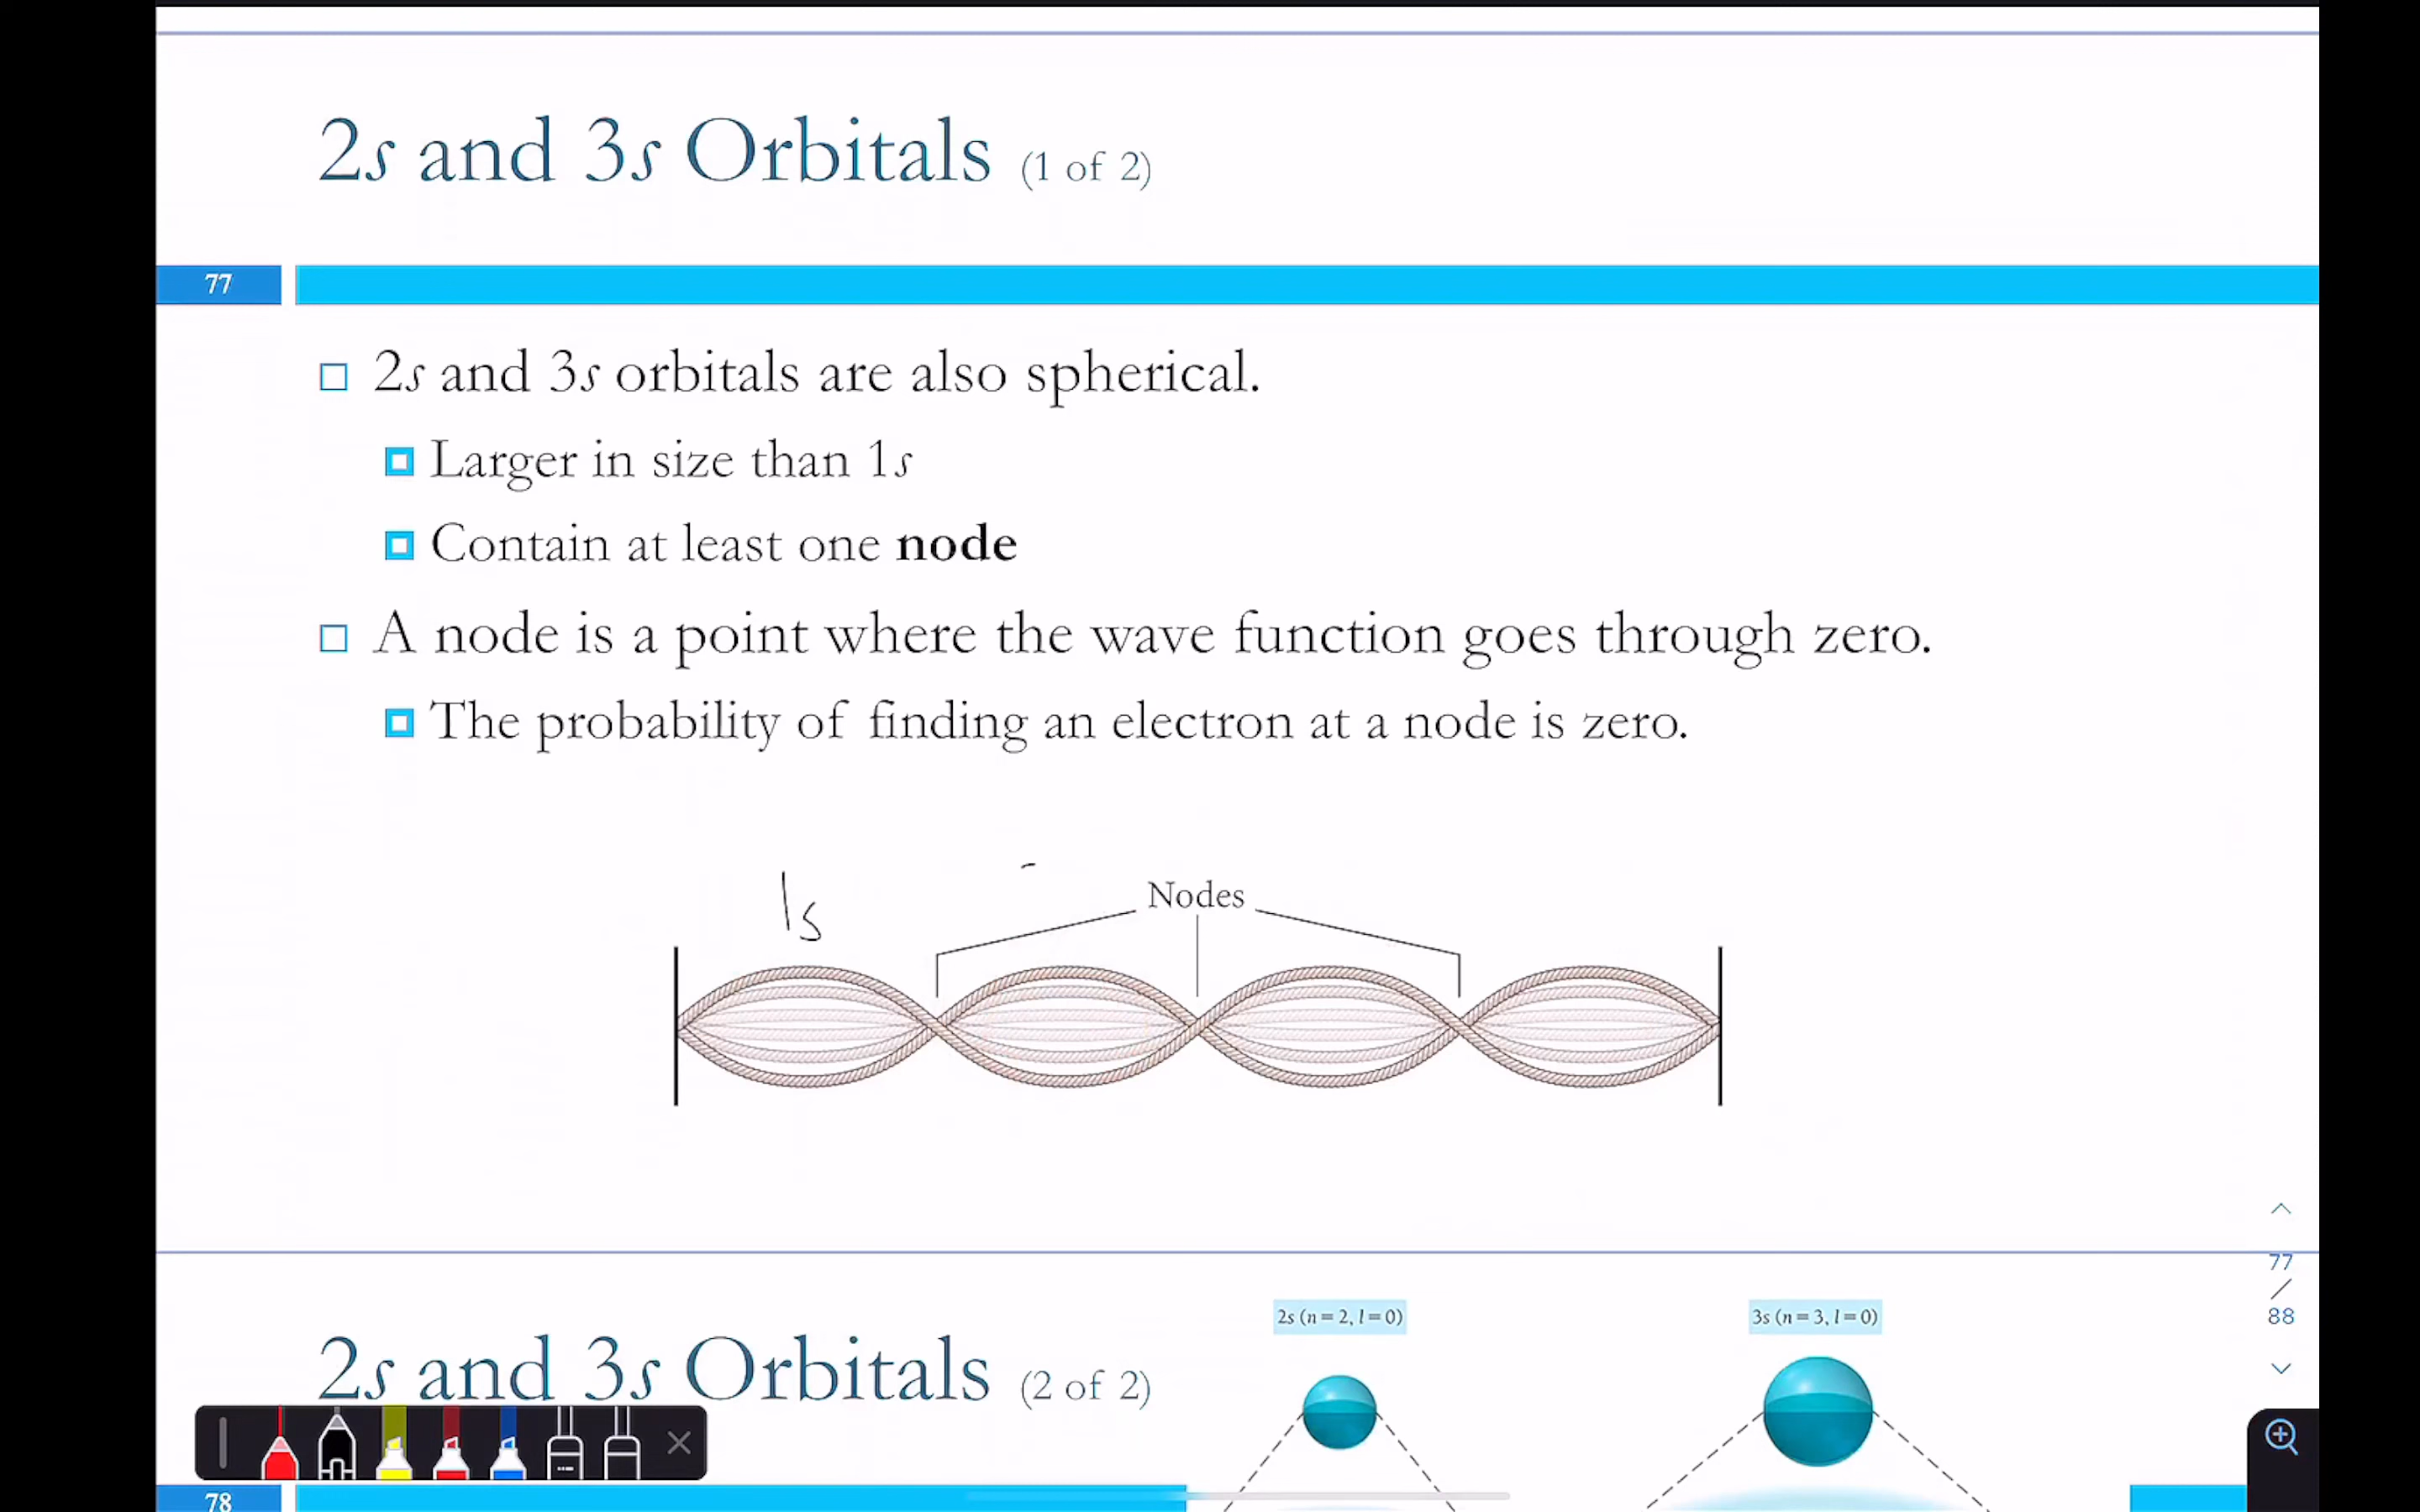 2s and 3s Orbitals (1 of 2)
77
2s and 3s orbitals are also spherical.
Larger in size than 1s
Contain at least one node
A node is a point where the wave function goes through zero.
The probability of finding an electron at a node is zero.
1s
Nodes
77
/
88
2s (n = 2, l = 0)
3s (n = 3, l = 0)
2s and 3s Orbitals (2 of 2)
78